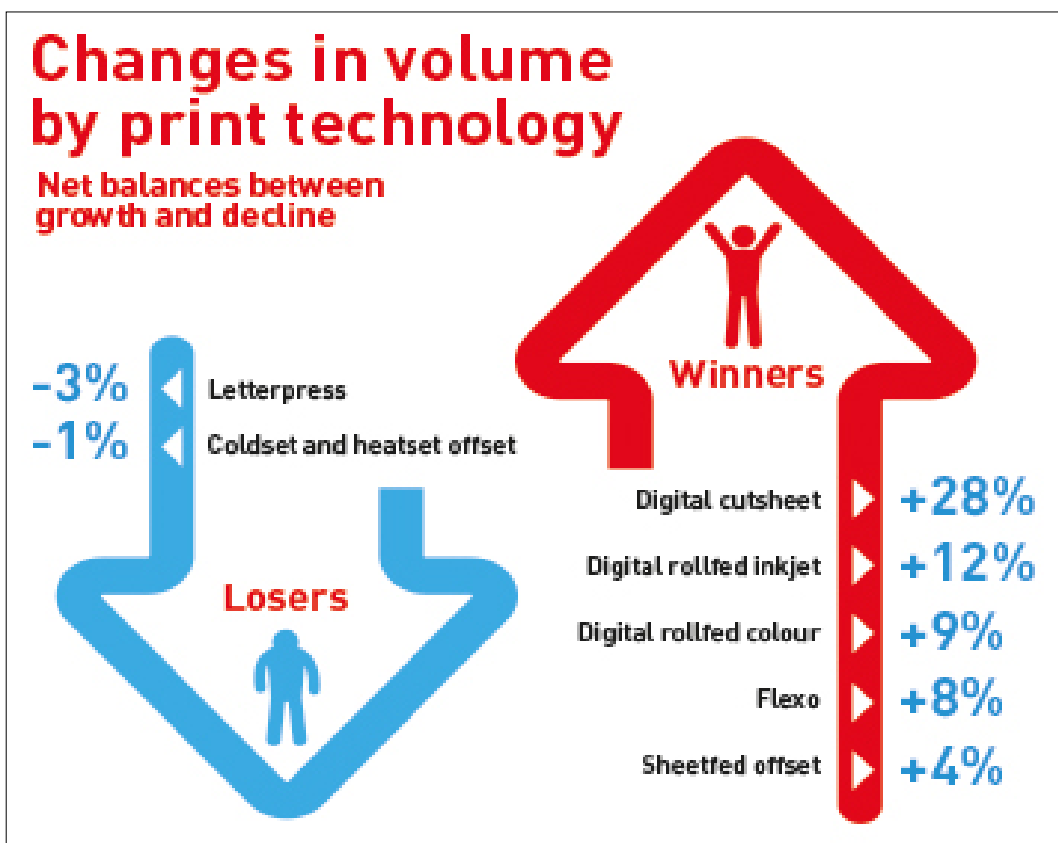 Changes in volume
by print technology
Net balances between
growth and decline
-3% Letterpress
-1% Coldset and heatset offset
Losers
Winners
Digital cutsheet +28%
Digital rollfed inkjet +12%
Digital rollfed colour +9%
Flexo +8%
Sheetfed offset +4%